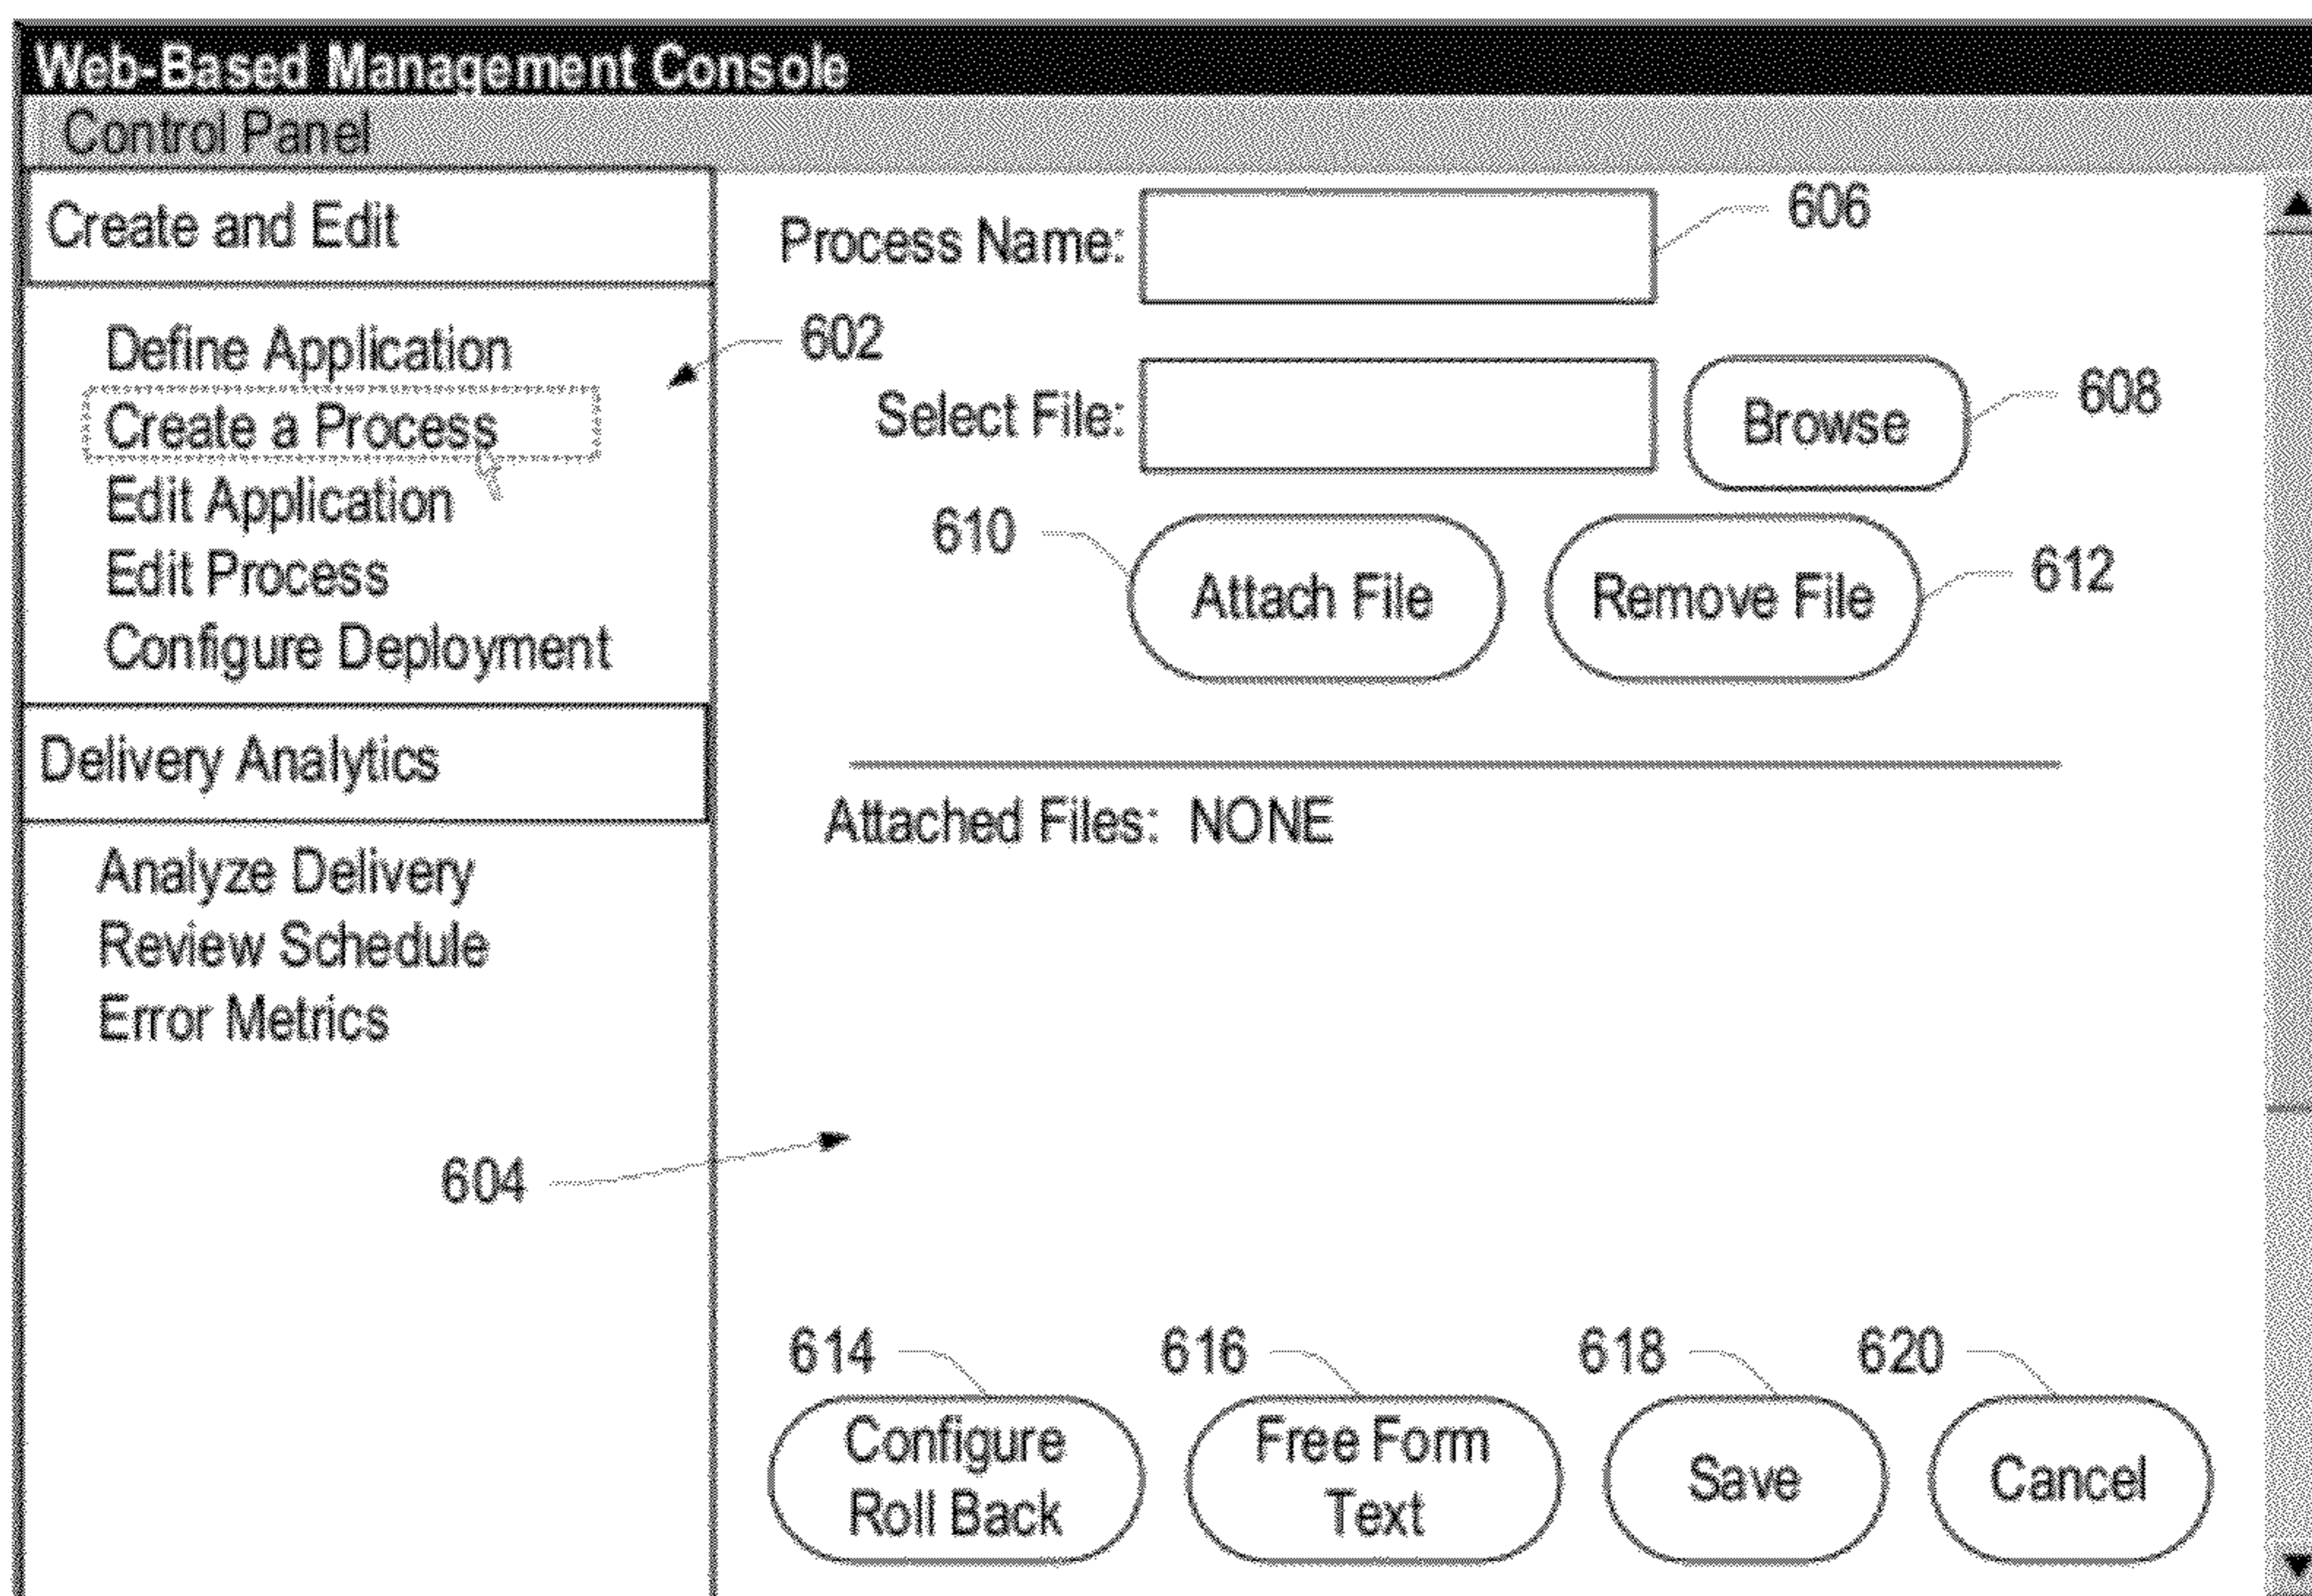 Web-Based Management Console
Control Panel
Create and Edit
Define Application
Create a Process
Edit Application
Edit Process
Configure Deployment
Delivery Analytics
Analyze Delivery
Review Schedule
Error Metrics
602
604
Process Name:
606
Select File:
Browse
608
610
Attach File
Remove File
612
Attached Files: NONE
614
616
618
620
Configure
Roll Back
Free Form
Text
Save
Cancel